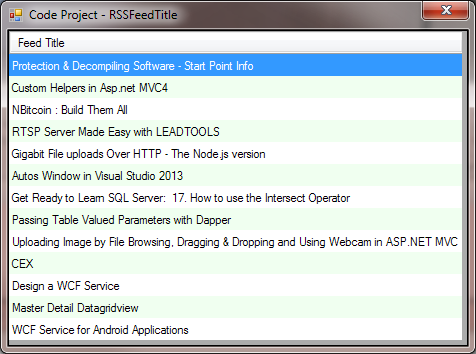 Code Project - RSSFeedTitle
Feed Title
Protection & Decompiling Software - Start Point Info
Custom Helpers in Asp.net MVC4
NBitcoin : Build Them All
RTSP Server Made Easy with LEADTOOLS
Gigabit File uploads Over HTTP - The Node.js version
Autos Window in Visual Studio 2013
Get Ready to Learn SQL Server:  17. How to use the Intersect Operator
Passing Table Valued Parameters with Dapper
Uploading Image by File Browsing, Dragging & Dropping and Using Webcam in ASP.NET MVC
CEX
Design a WCF Service
Master Detail Datagridview
WCF Service for Android Applications